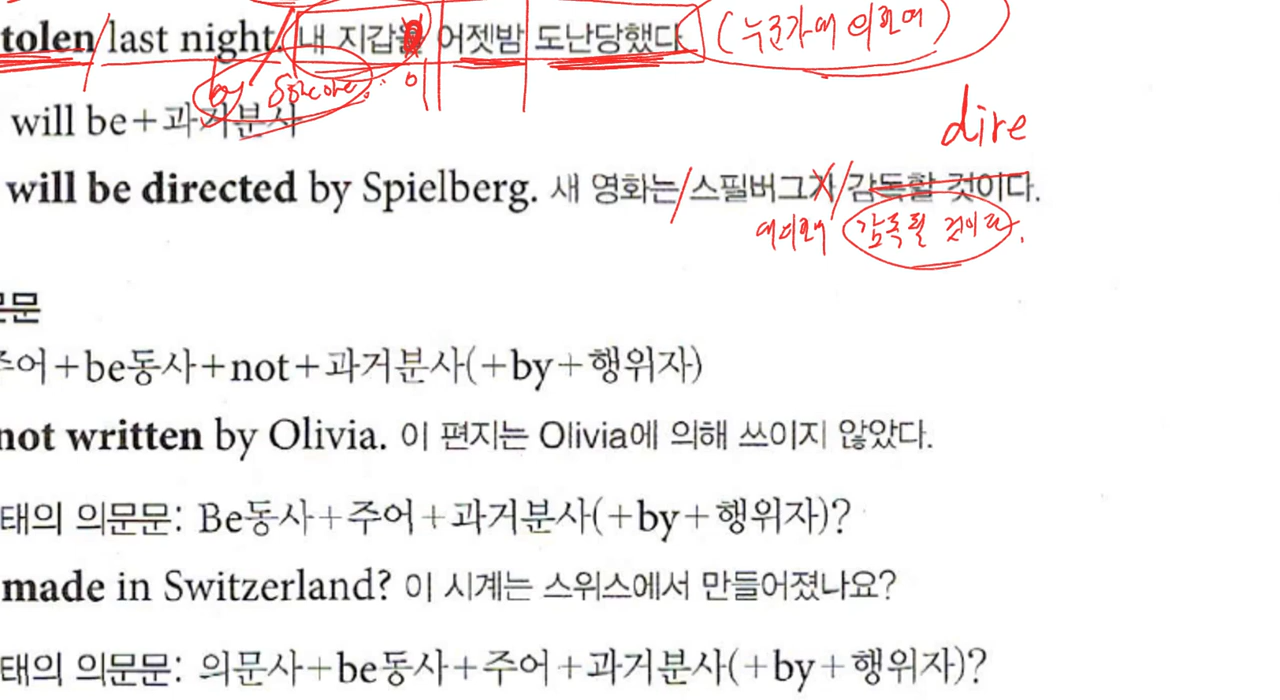 tolen last night. 내 지갑 어젯밤 도난당했다 (누군가에 의하여)
by someone.
will be+과거분사
dire
will be directed by Spielberg. 새 영화는 스필버그가 감독할 것이다.
에 의해 감독될 것이다.
문문
주어+be동사+not+과거분사(+by+행위자)
not written by Olivia. 이 편지는 Olivia에 의해 쓰이지 않았다.
태의 의문문: Be동사+주어+과거분사(+by+행위자)?
made in Switzerland? 이 시계는 스위스에서 만들어졌나요?
태의 의문문: 의문사+be동사+주어+과거분사(+by+행위자)?